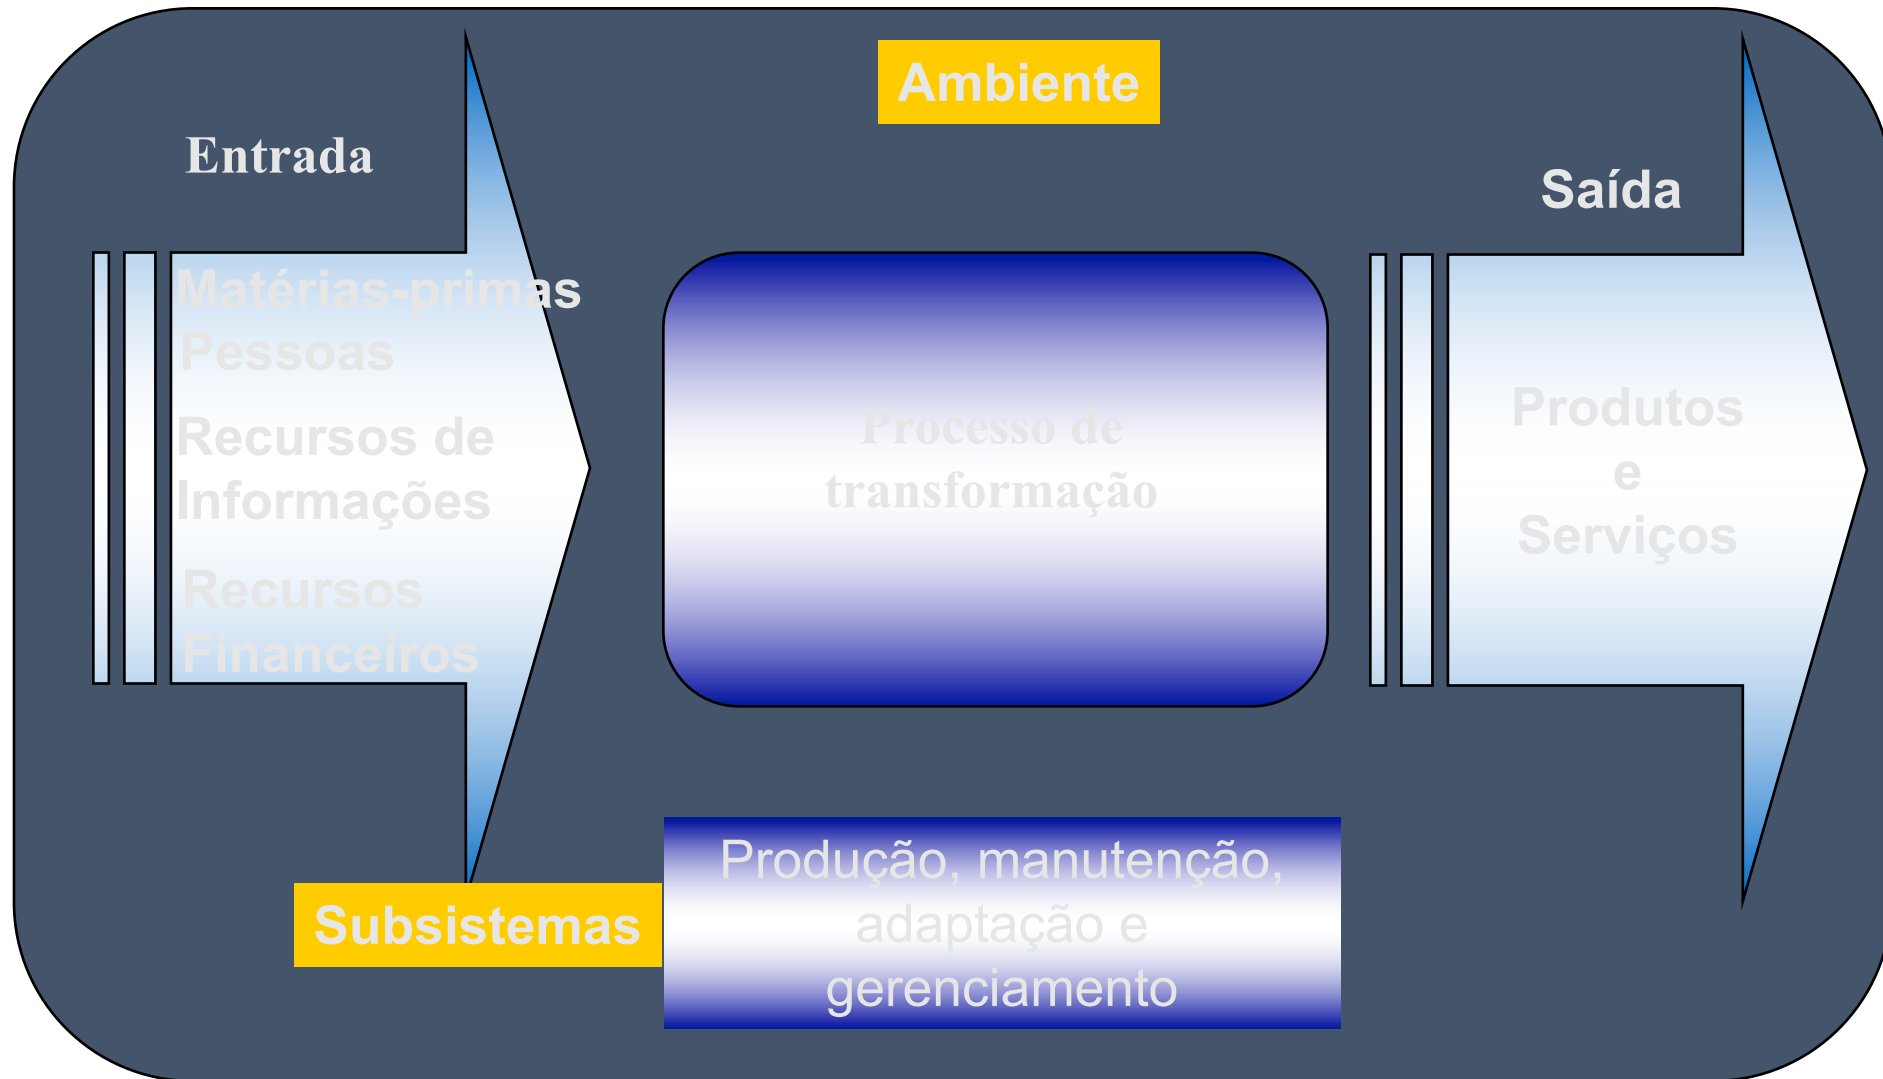 Ambiente
Entrada
Saída
Matérias-primas
Pessoas
Recursos de
Informações
Recursos
Financeiros
Processo de
transformação
Produtos
e
Serviços
Subsistemas
Produção, manutenção,
adaptação e
gerenciamento